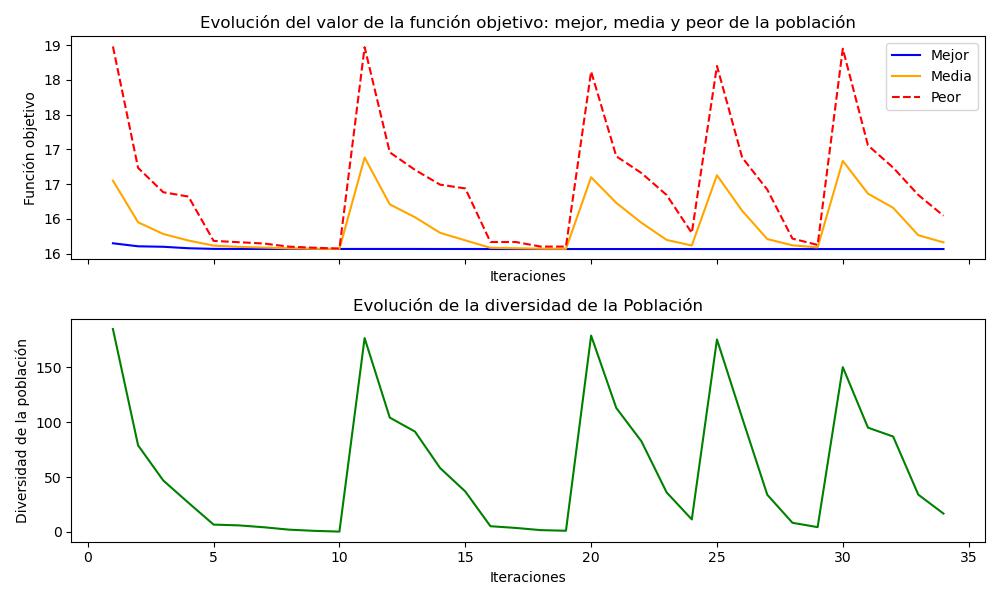 Evolución del valor de la función objetivo: mejor, media y peor de la población
19
18
18
17
17
16
16
Función objetivo
Mejor
Media
Peor
Iteraciones
Evolución de la diversidad de la Población
150
100
50
0
Diversidad de la población
0 5 10 15 20 25 30 35
Iteraciones